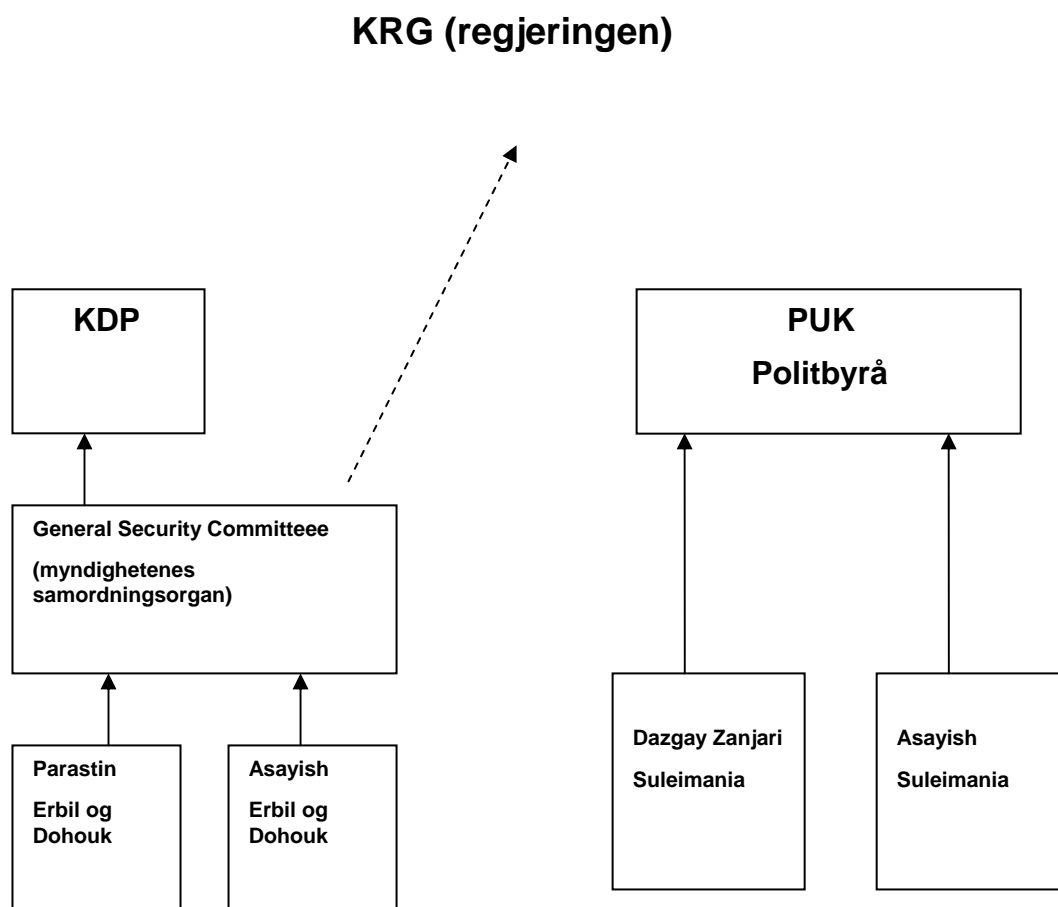 KRG (regjeringen)
KDP
PUK
Politbyrå
General Security Committeee
(myndighetenes
samordningsorgan)
Parastin
Erbil og
Dohouk
Asayish
Erbil og
Dohouk
Dazgay Zanjari
Suleimania
Asayish
Suleimania